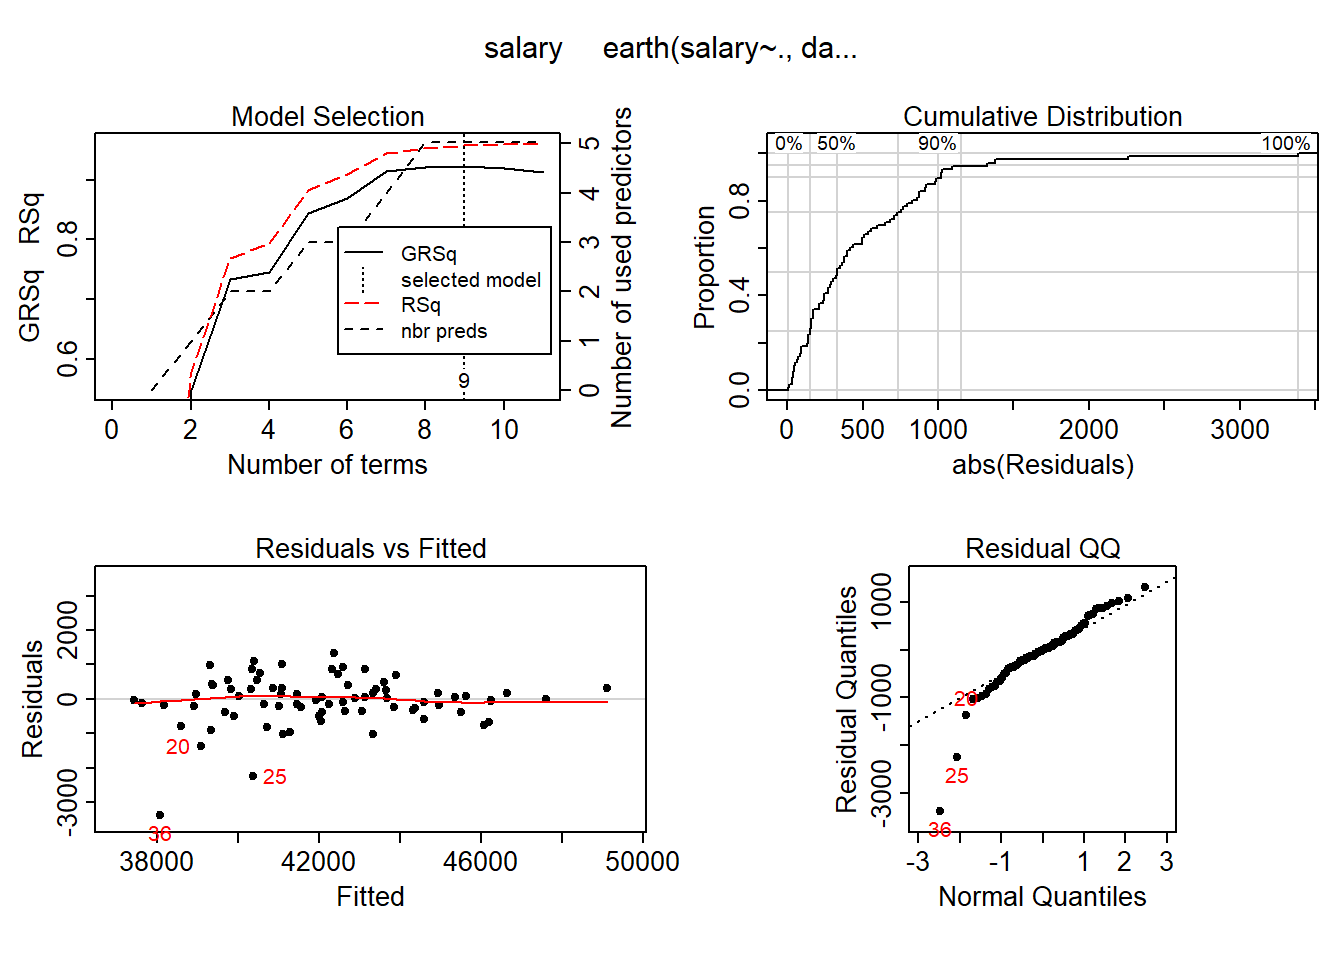 salary earth(salary~., da...
Model Selection
GRSq RSq
0.6 0.8
GRSq
selected model
RSq
nbr preds
9
0 1 2 3 4 5
Number of used predictors
0 2 4 6 8 10
Number of terms
Cumulative Distribution
0% 50% 90% 100%
Proportion
0.0 0.4 0.8
0 500 1000 2000 3000
abs(Residuals)
Residuals vs Fitted
Residuals
-3000 0 2000
20
25
36
38000 42000 46000 50000
Fitted
Residual QQ
Residual Quantiles
-3000 -1000 1000
20
25
36
-3 -1 1 2 3
Normal Quantiles